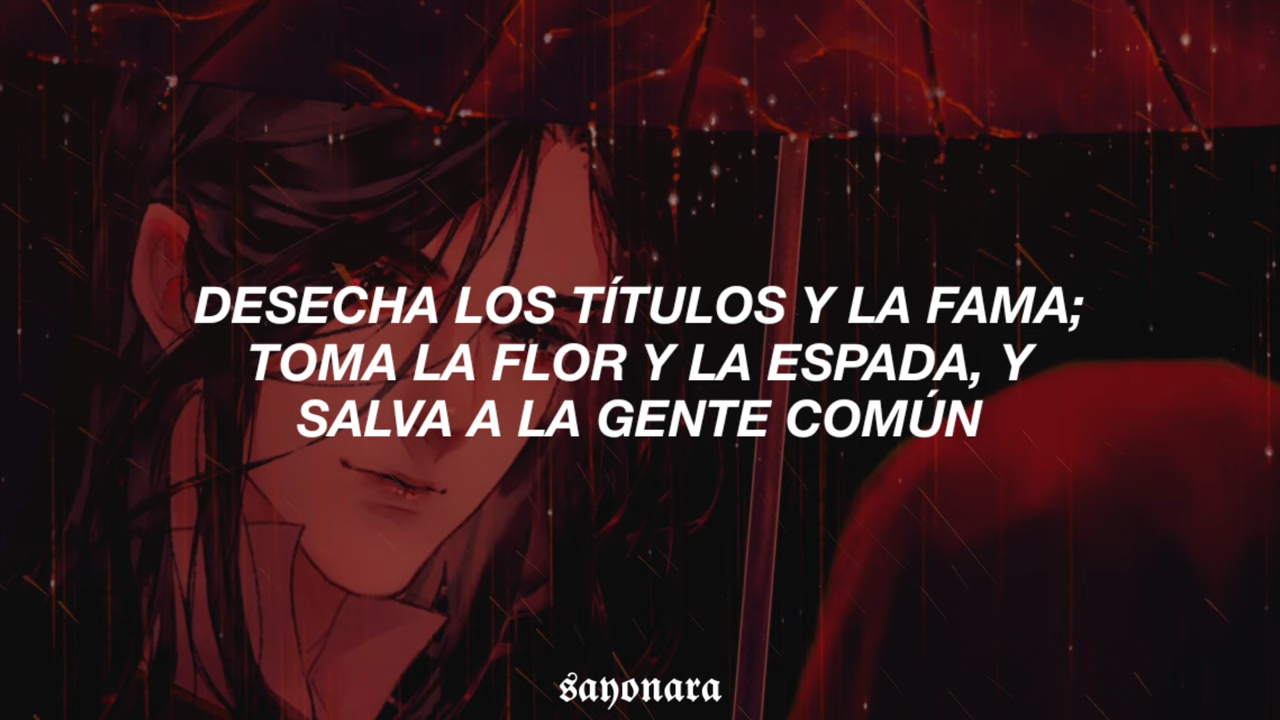 DESECHA LOS TÍTULOS Y LA FAMA;
TOMA LA FLOR Y LA ESPADA, Y
SALVA A LA GENTE COMÚN
sayonara